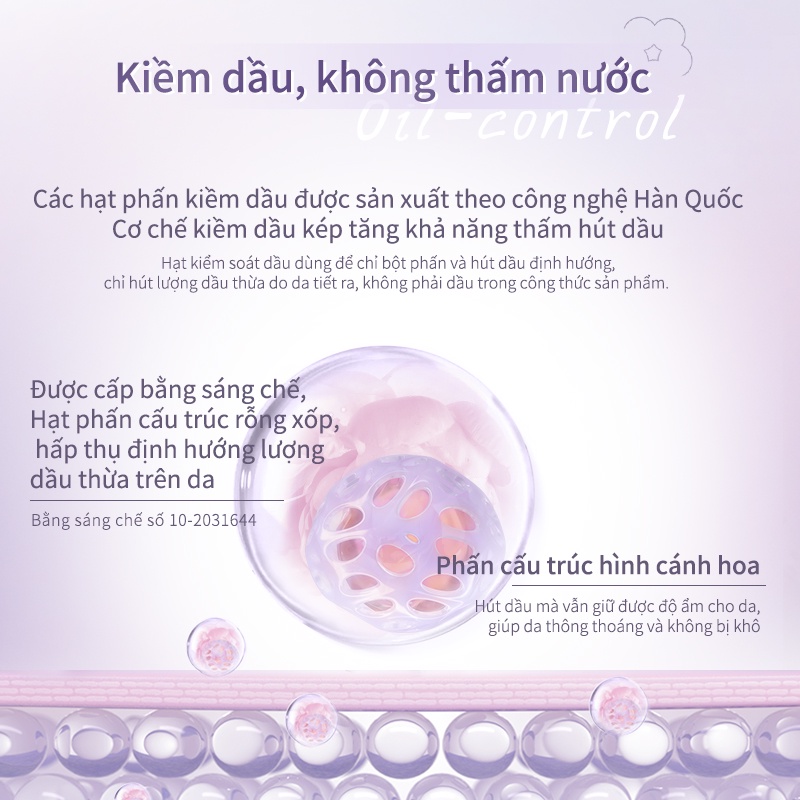 Kiềm dầu, không thấm nước
Oil-control
Các hạt phấn kiềm dầu được sản xuất theo công nghệ Hàn Quốc
Cơ chế kiềm dầu kép tăng khả năng thấm hút dầu
Hạt kiểm soát dầu dùng để chỉ bột phấn và hút dầu định hướng,
chỉ hút lượng dầu thừa do da tiết ra, không phải dầu trong công thức sản phẩm.
Được cấp bằng sáng chế,
Hạt phấn cấu trúc rỗng xốp,
hấp thụ định hướng lượng
dầu thừa trên da
Bằng sáng chế số 10-2031644
Phấn cấu trúc hình cánh hoa
Hút dầu mà vẫn giữ được độ ẩm cho da,
giúp da thông thoáng và không bị khô